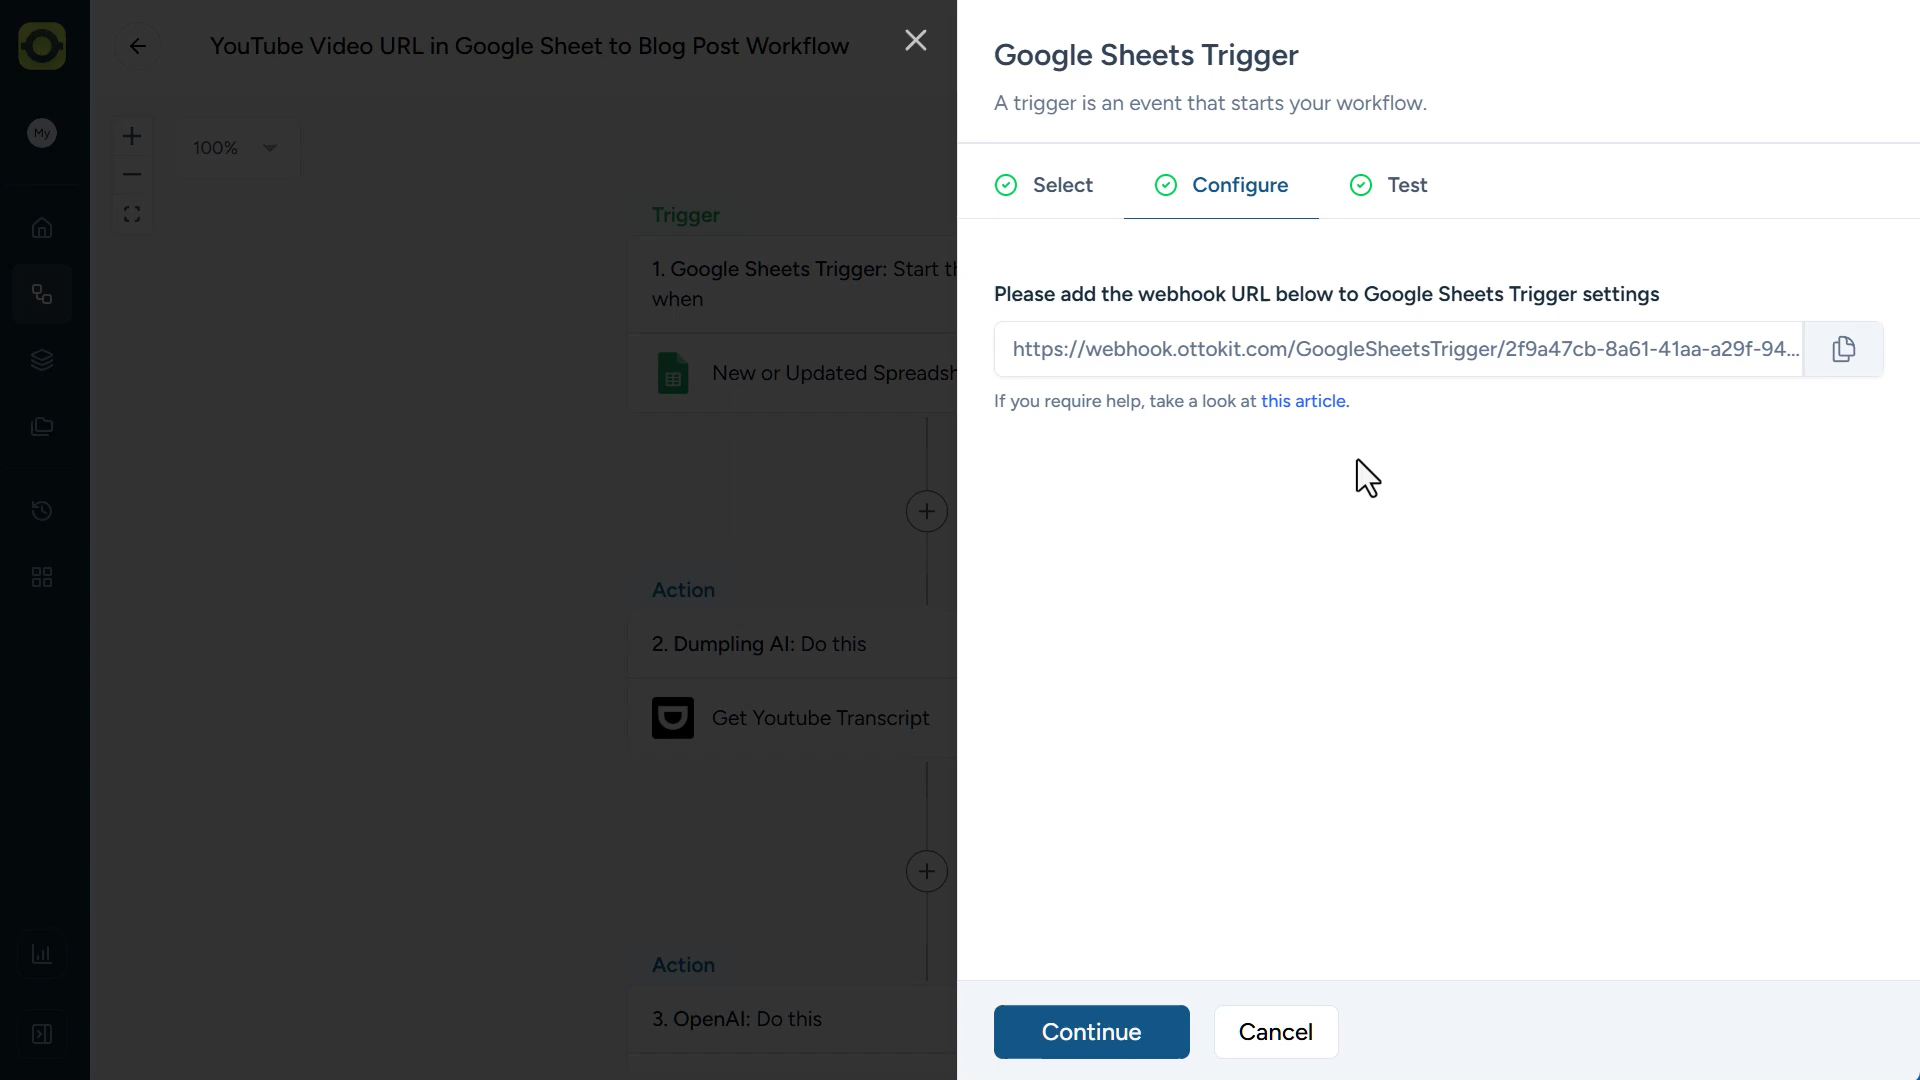 My
YouTube Video URL in Google Sheet to Blog Post Workflow
100%
Trigger
1. Google Sheets Trigger: Start
when
New or Updated
Action
2. Dumpling AI: Do this
Get Youtube Transcript
Action
3. OpenAI: Do this
Google Sheets Trigger
A trigger is an event that starts your workflow.
Select
Configure
Test
Please add the webhook URL below to Google Sheets Trigger settings
https://webhook.ottokit.com/GoogleSheetsTrigger/2f9a47cb-8a61-41aa-a29f-94...
If you require help, take a look at this article.
Continue
Cancel